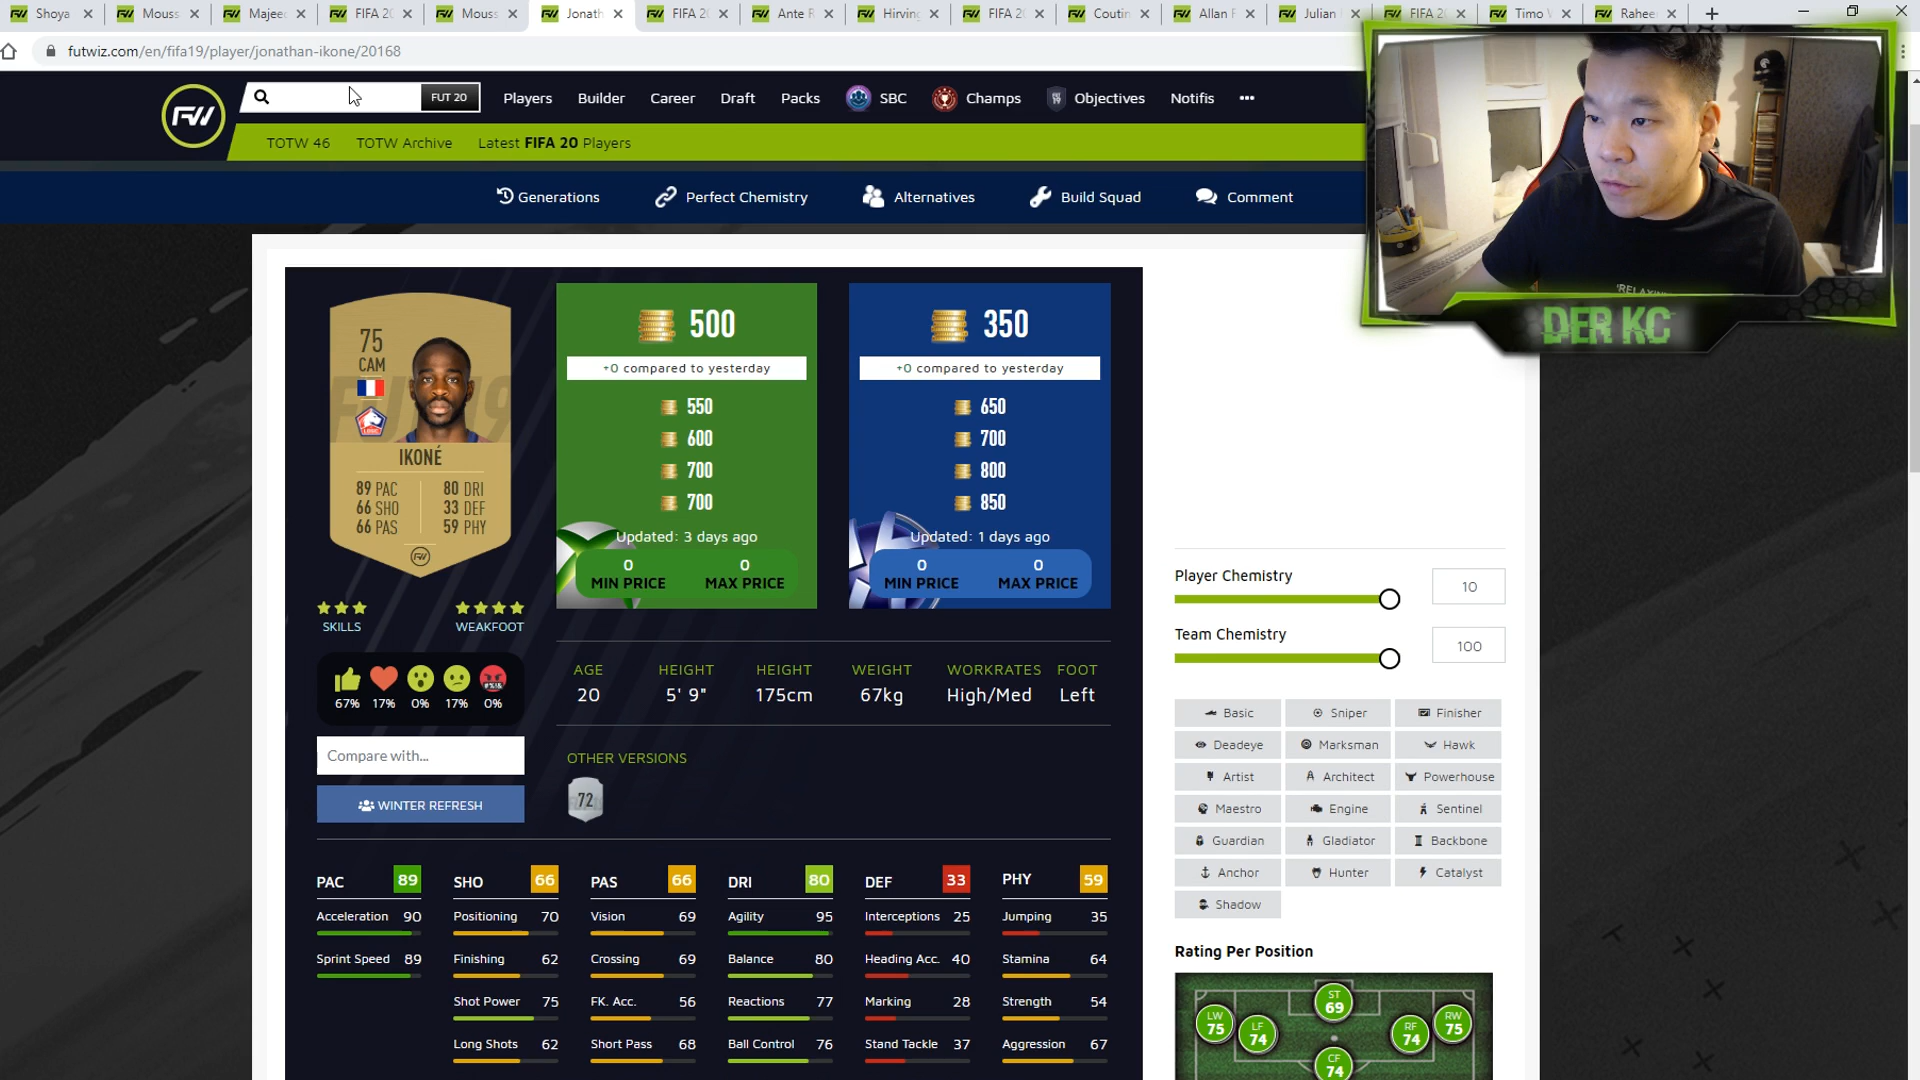 Shoya
Mouss
Majee
FIFA 2
Mouss
Jonath
FIFA 2
Ante R
Hirving
FIFA 2
Coutin
Allan F
Julian
FIFA 2
Timo
Rahee
futwiz.com/en/fifa19/player/jonathan-ikone/20168
FW
FUT 20
Players
Builder
Career
Draft
Packs
SBC
Champs
Objectives
Notifis
TOTW 46
TOTW Archive
Latest FIFA 20 Players
Generations
Perfect Chemistry
Alternatives
Build Squad
Comment
'RELAXIN
DER KC
75
CAM
IKONÉ
89 PAC
80 DRI
66 SHO
33 DEF
66 PAS
59 PHY
SKILLS
WEAKFOOT
67%
17%
0%
17%
0%
Compare with...
WINTER REFRESH
500
+0 compared to yesterday
550
600
700
700
Updated: 3 days ago
0
MIN PRICE
0
MAX PRICE
350
+0 compared to yesterday
650
700
800
850
Updated: 1 days ago
0
MIN PRICE
0
MAX PRICE
AGE
20
HEIGHT
5' 9"
HEIGHT
175cm
WEIGHT
67kg
WORKRATES
High/Med
FOOT
Left
OTHER VERSIONS
72
PAC 89
Acceleration 90
Sprint Speed 89
SHO 66
Positioning 70
Finishing 62
Shot Power 75
Long Shots 62
PAS 66
Vision 69
Crossing 69
FK. Acc. 56
Short Pass 68
DRI 80
Agility 95
Balance 80
Reactions 77
Ball Control 76
DEF 33
Interceptions 25
Heading Acc. 40
Marking 28
Stand Tackle 37
PHY 59
Jumping 35
Stamina 64
Strength 54
Aggression 67
Player Chemistry
10
Team Chemistry
100
Basic
Sniper
Finisher
Deadeye
Marksman
Hawk
Artist
Architect
Powerhouse
Maestro
Engine
Sentinel
Guardian
Gladiator
Backbone
Anchor
Hunter
Catalyst
Shadow
Rating Per Position
ST
69
LW
75
LF
74
RF
74
RW
75
CF
74